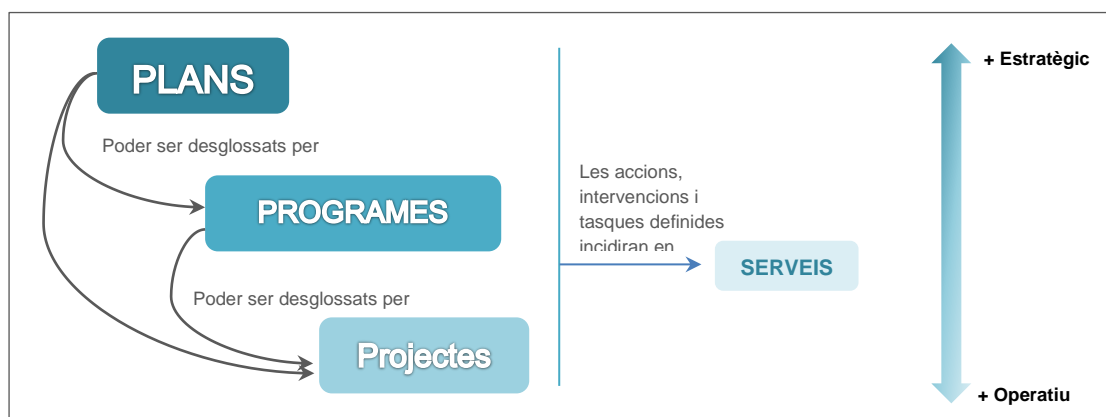 PLANS
+ Estratègic
Poder ser desglossats per
Les accions,
intervencions i
tasques definides
incidiran en
PROGRAMES
SERVEIS
Poder ser desglossats per
Projectes
+ Operatiu